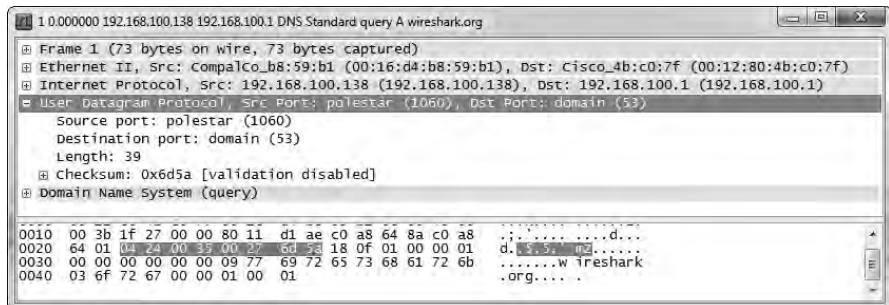 1 0.000000 192.168.100.138 192.168.100.1 DNS Standard query A wireshark.org
Frame 1 (73 bytes on wire, 73 bytes captured)
Ethernet II, Src: CompalCo_b8:59:b1 (00:16:d4:b8:59:b1), Dst: Cisco_4b:c0:7f (00:12:80:4b:c0:7f)
Internet Protocol, Src: 192.168.100.138 (192.168.100.138), Dst: 192.168.100.1 (192.168.100.1)
User Datagram Protocol, Src Port: polestar (1060), Dst Port: domain (53)
Source port: polestar (1060)
Destination port: domain (53)
Length: 39
Checksum: 0x6d5a [validation disabled]
Domain Name System (query)
0010 00 3b 1f 27 00 00 80 11 d1 ae c0 a8 64 8a c0 a8 .;.'.... ....d...
0020 64 01 04 24 00 35 00 27 6d 5a 18 0f 01 00 00 01 d..$.5.' mZ......
0030 00 00 00 00 00 00 09 77 69 72 65 73 68 61 72 6b .......w ireshark
0040 03 6f 72 67 00 00 01 00 01 .org.... .